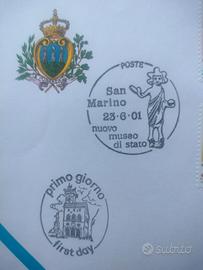 POSTE
San
Marino
23-6-01
nuovo
museo
di stato
primo giorno
first day
subito